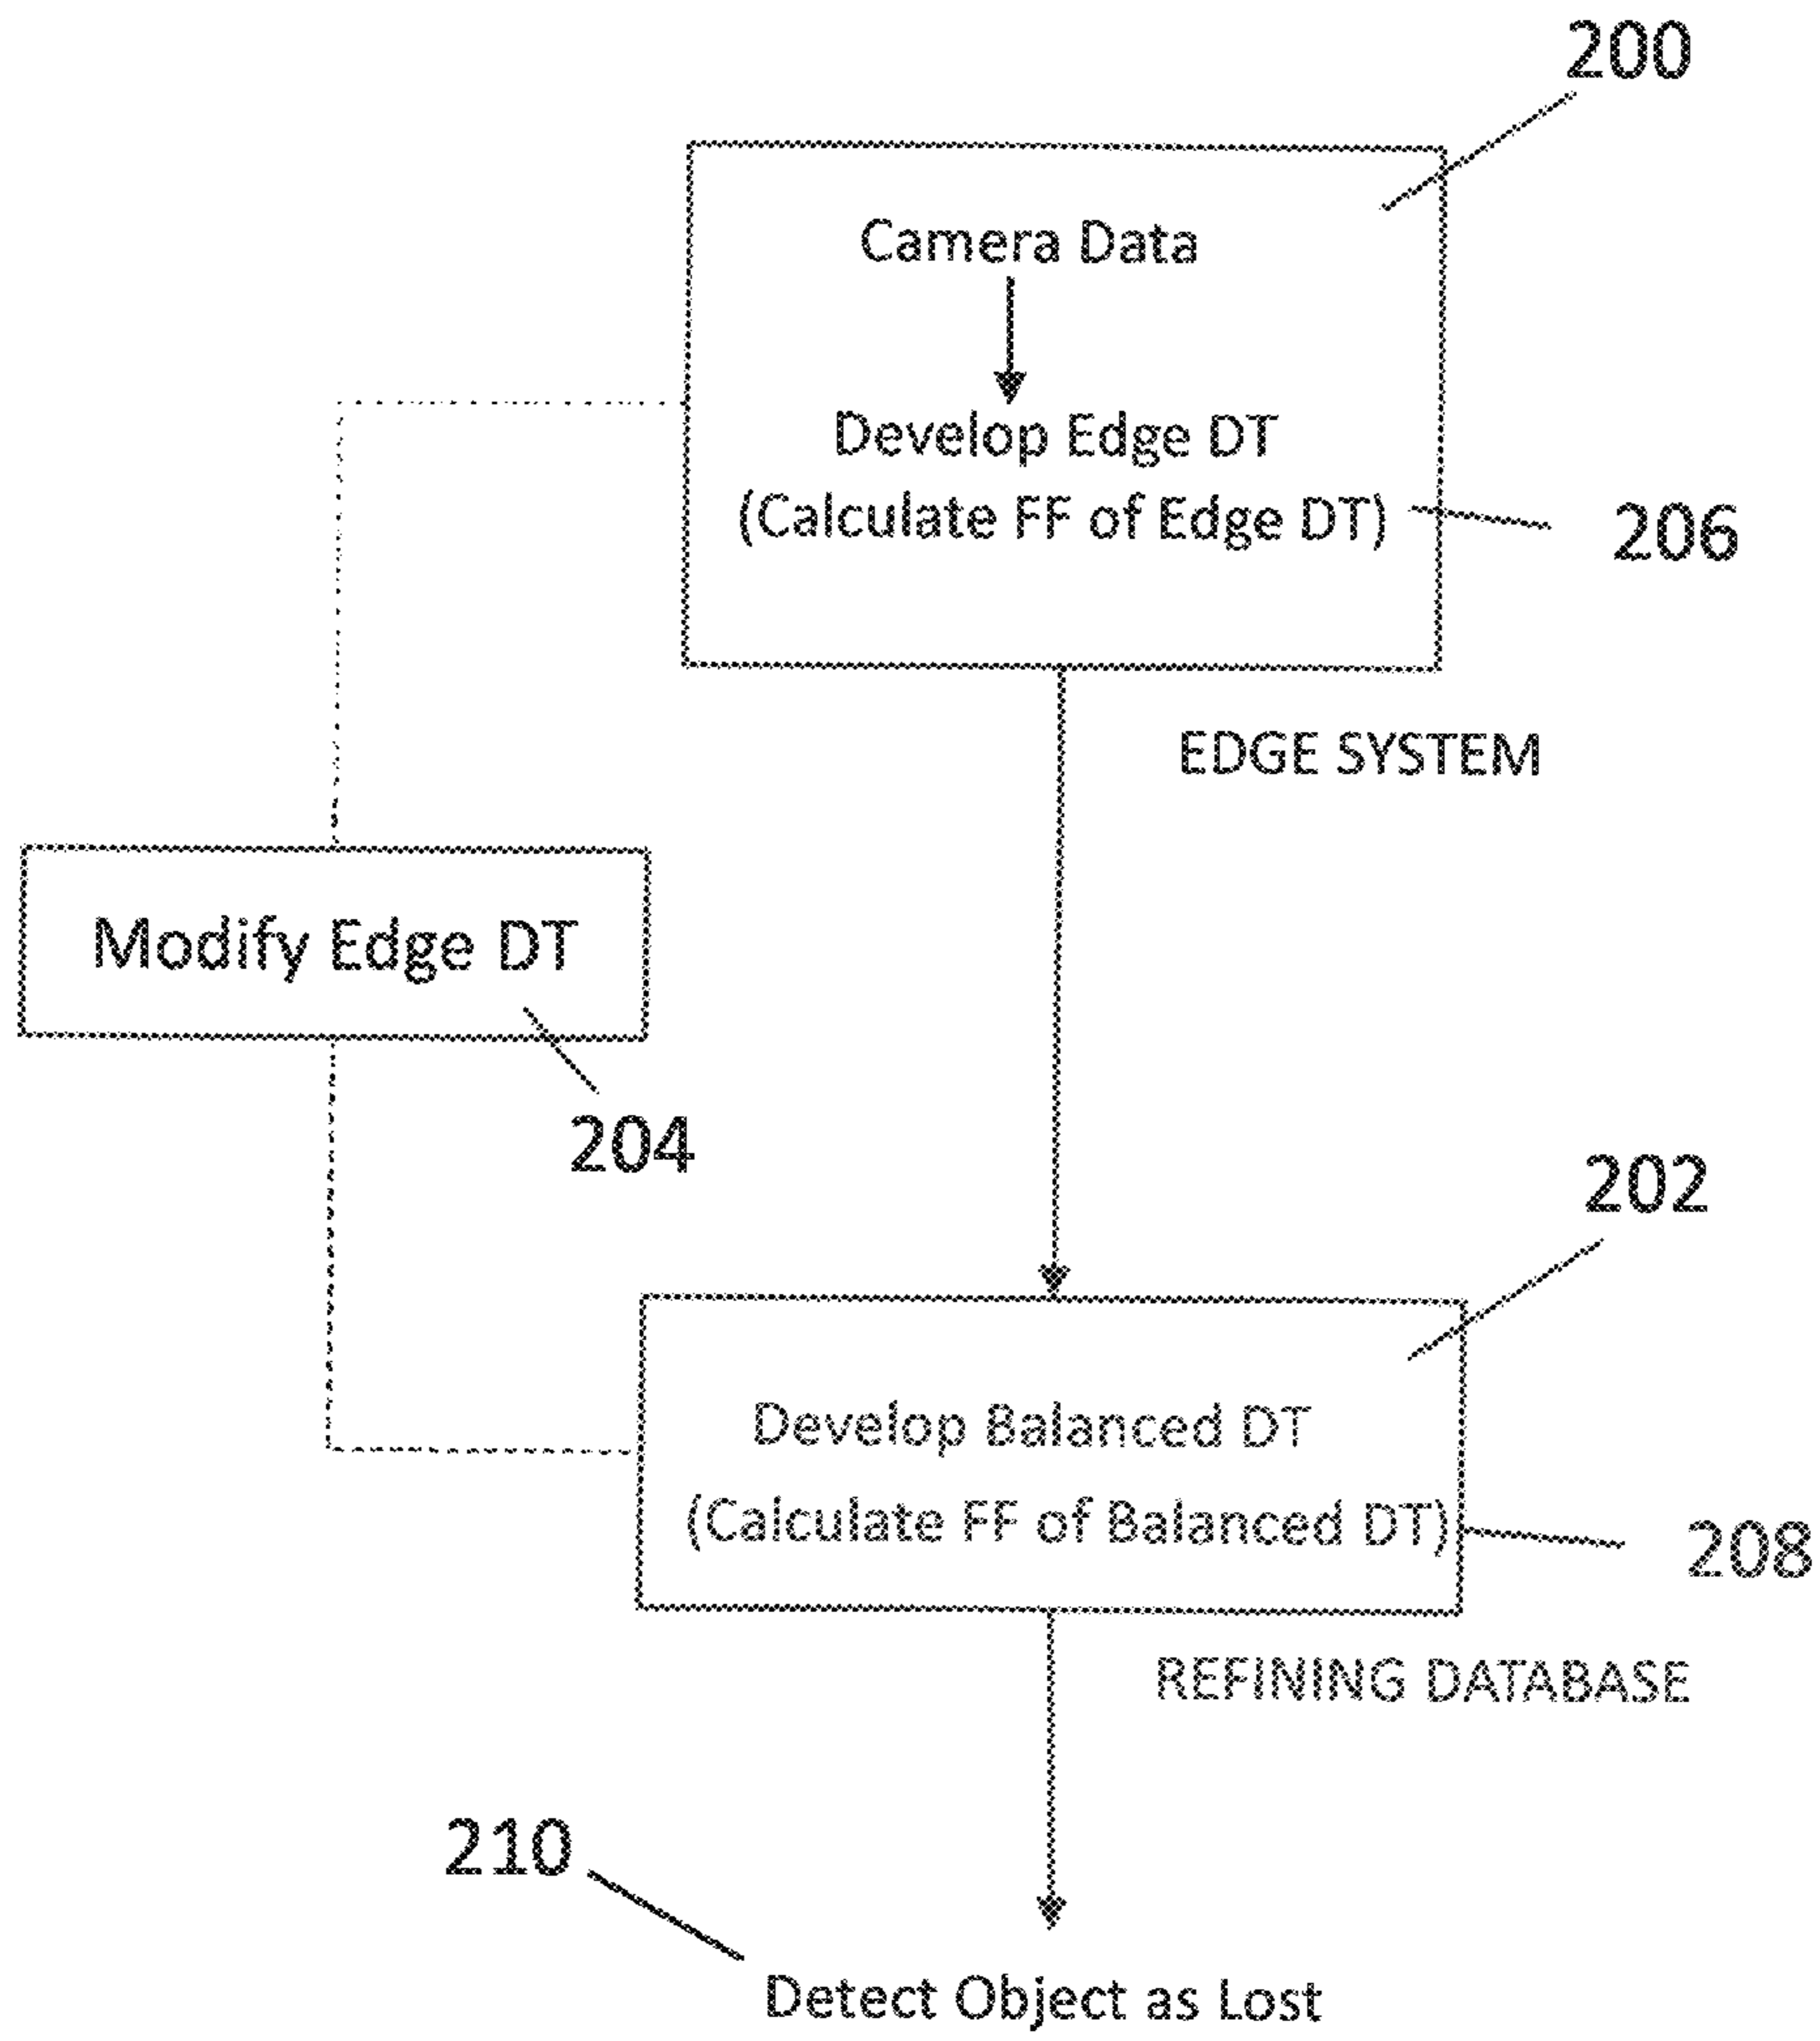 200
Camera Data
Develop Edge DT
(Calculate FF of Edge DT)
206
EDGE SYSTEM
Modify Edge DT
204
202
Develop Balanced DT
(Calculate FF of Balanced DT)
208
REFINING DATABASE
210
Detect Object as Lost